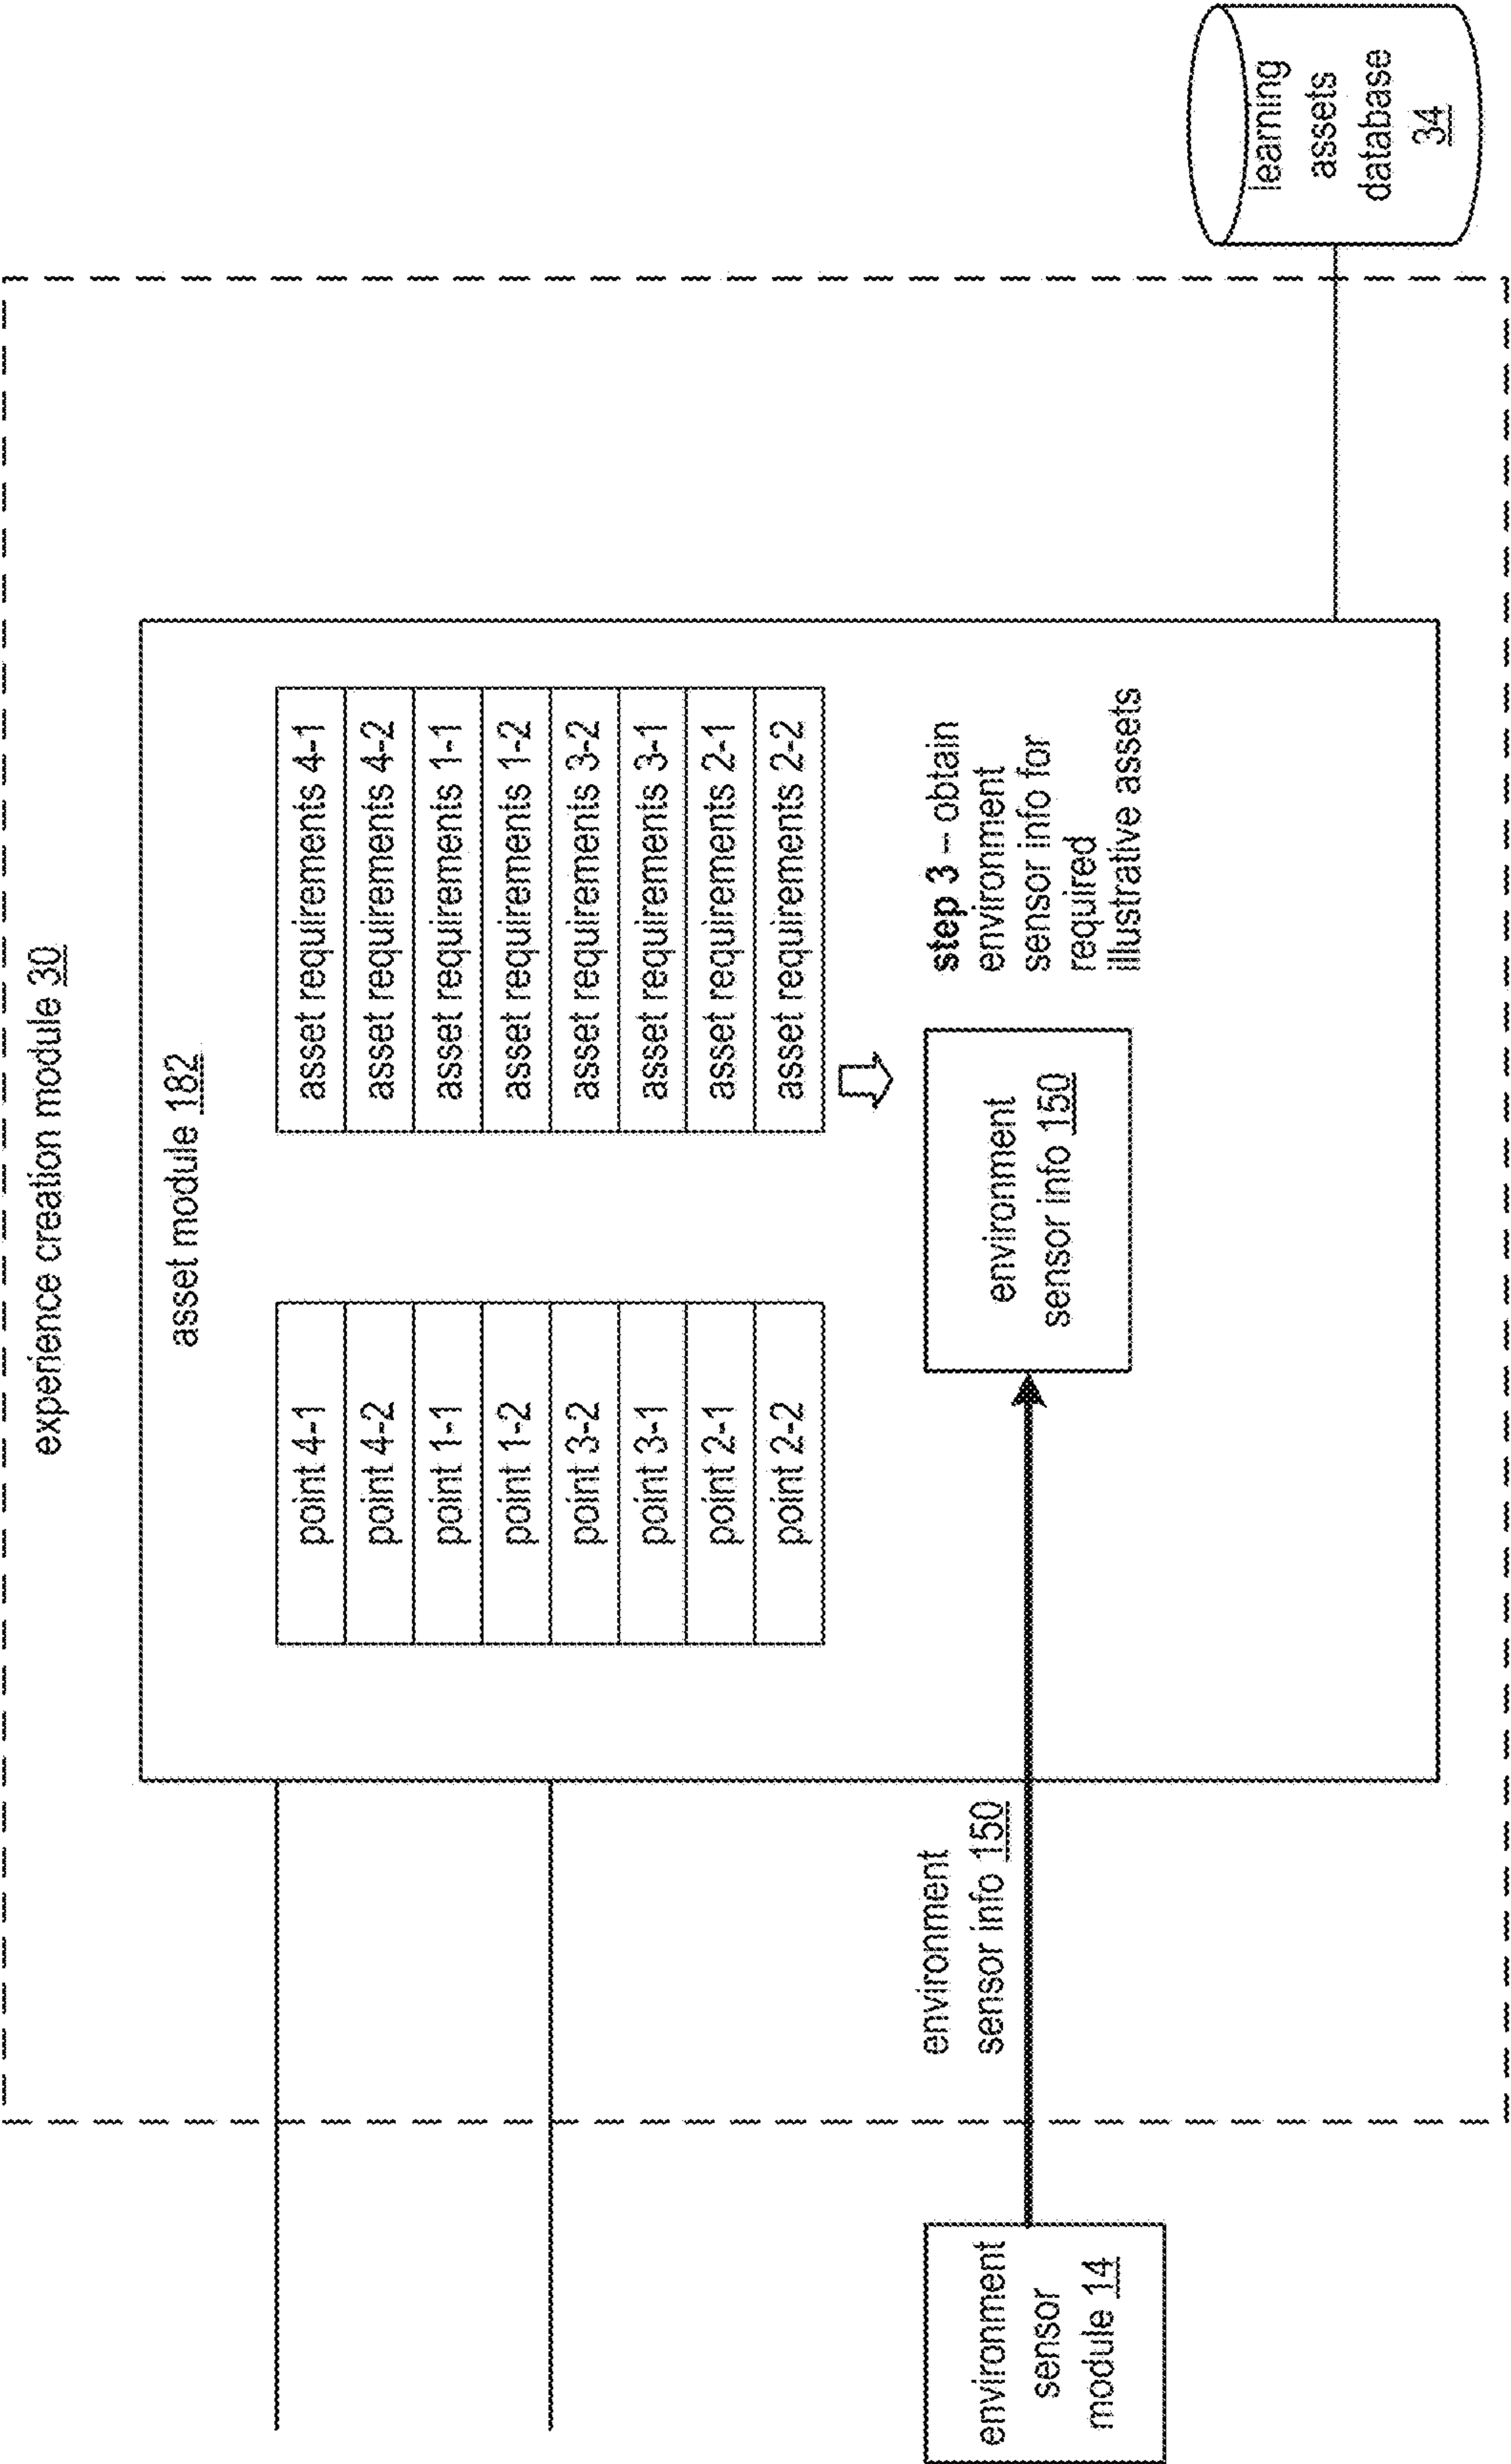 experience creation module 30
asset module 182
point 4-1
point 4-2
point 1-1
point 1-2
point 3-2
point 3-1
point 2-1
point 2-2
asset requirements 4-1
asset requirements 4-2
asset requirements 1-1
asset requirements 1-2
asset requirements 3-2
asset requirements 3-1
asset requirements 2-1
asset requirements 2-2
environment
sensor
module 14
environment
sensor info 150
environment
sensor info 150
step 3 – obtain
environment
sensor info for
required
illustrative assets
learning
assets
database
34